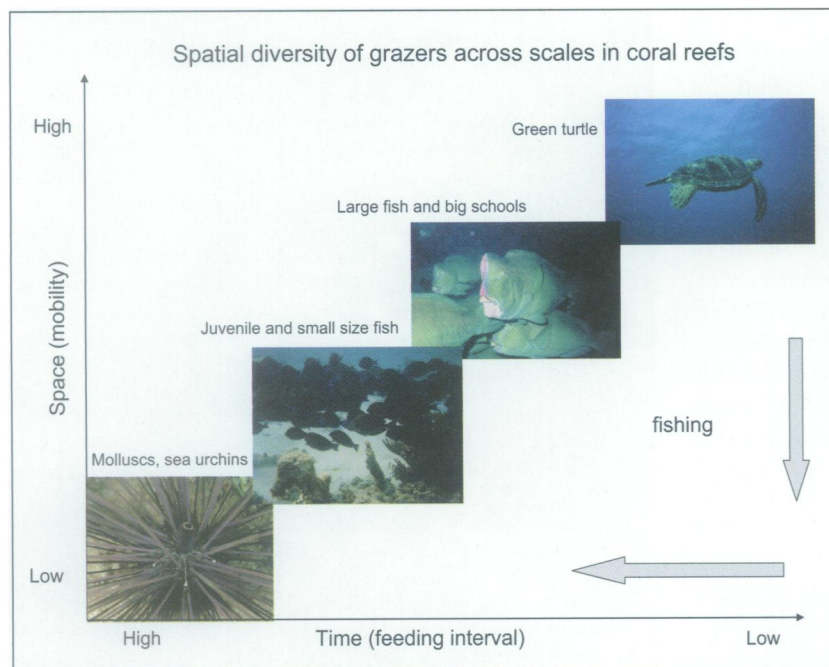 Spatial diversity of grazers across scales in coral reefs
High
Green turtle
Large fish and big schools
Space (mobility)
Juvenile and small size fish
fishing
Molluscs, sea urchins
Low
High
Time (feeding interval)
Low